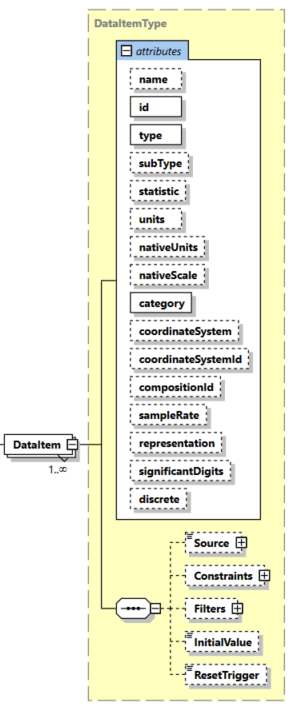 DataItemType
attributes
name
id
type
subType
statistic
units
nativeUnits
nativeScale
category
coordinateSystem
coordinateSystemId
compositionId
sampleRate
representation
significantDigits
discrete
DataItem
1..∞
Source
Constraints
Filters
InitialValue
ResetTrigger